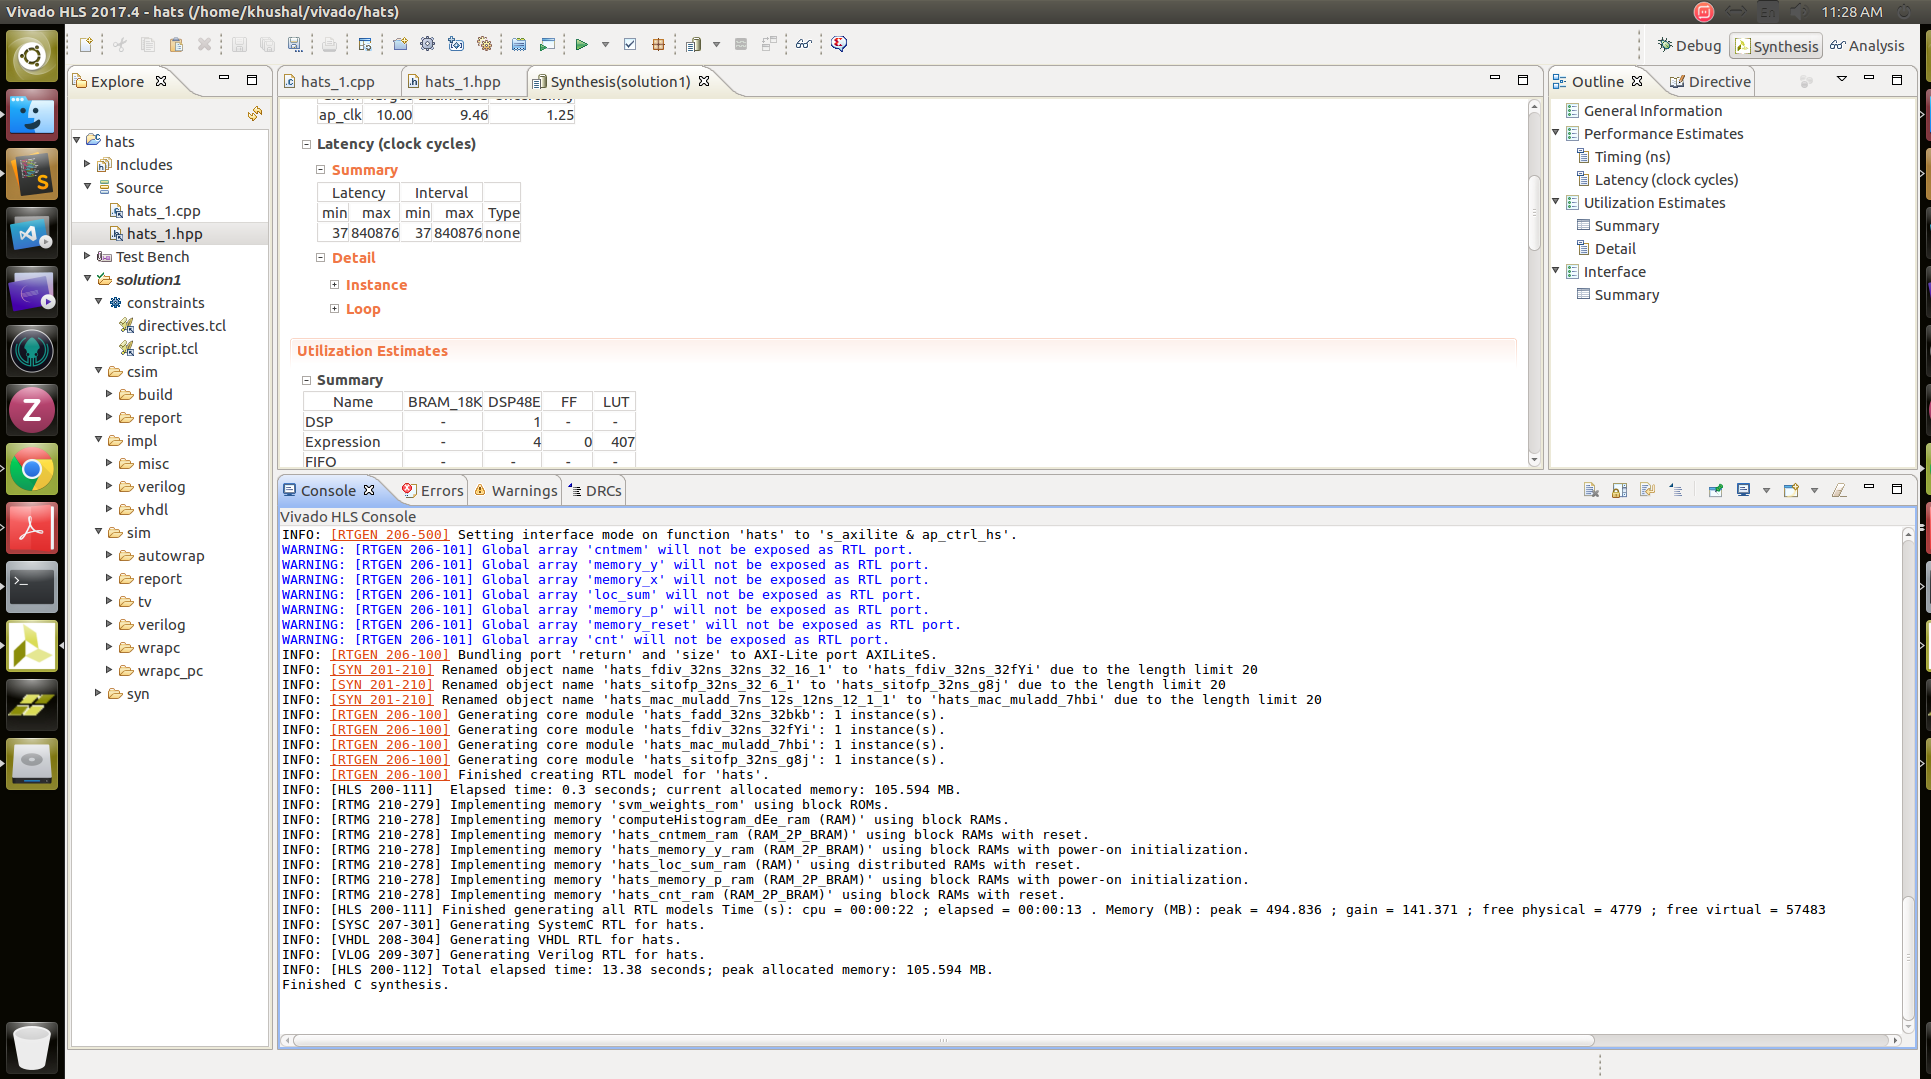 Vivado HLS 2017.4 - hats (/home/khushal/vivado/hats)
En
11:28 AM
Debug
Synthesis
Analysis
Explore
hats
Includes
Source
hats_1.cpp
hats_1.hpp
Test Bench
solution1
constraints
directives.tcl
script.tcl
csim
build
report
impl
misc
verilog
vhdl
sim
autowrap
report
tv
verilog
wrapc
wrapc_pc
syn
hats_1.cpp
hats_1.hpp
Synthesis(solution1)
ap_clk 10.00 9.46 1.25
Latency (clock cycles)
Summary
Latency Interval
min max min max Type
37 840876 37 840876 none
Detail
Instance
Loop
Utilization Estimates
Summary
Name BRAM_18K DSP48E FF LUT
DSP - 1 - -
Expression - 4 0 407
FIFO - - - -
Outline
Directive
General Information
Performance Estimates
Timing (ns)
Latency (clock cycles)
Utilization Estimates
Summary
Detail
Interface
Summary
Console
Errors
Warnings
DRCs
Vivado HLS Console
INFO: [RTGEN 206-500] Setting interface mode on function 'hats' to 's_axilite & ap_ctrl_hs'.
WARNING: [RTGEN 206-101] Global array 'cntmem' will not be exposed as RTL port.
WARNING: [RTGEN 206-101] Global array 'memory_y' will not be exposed as RTL port.
WARNING: [RTGEN 206-101] Global array 'memory_x' will not be exposed as RTL port.
WARNING: [RTGEN 206-101] Global array 'loc_sum' will not be exposed as RTL port.
WARNING: [RTGEN 206-101] Global array 'memory_p' will not be exposed as RTL port.
WARNING: [RTGEN 206-101] Global array 'memory_reset' will not be exposed as RTL port.
WARNING: [RTGEN 206-101] Global array 'cnt' will not be exposed as RTL port.
INFO: [RTGEN 206-100] Bundling port 'return' and 'size' to AXI-Lite port AXILiteS.
INFO: [SYN 201-210] Renamed object name 'hats_fdiv_32ns_32ns_32_16_1' to 'hats_fdiv_32ns_32fYi' due to the length limit 20
INFO: [SYN 201-210] Renamed object name 'hats_sitofp_32ns_32_6_1' to 'hats_sitofp_32ns_g8j' due to the length limit 20
INFO: [SYN 201-210] Renamed object name 'hats_mac_muladd_7ns_12s_12ns_12_1_1' to 'hats_mac_muladd_7hbi' due to the length limit 20
INFO: [RTGEN 206-100] Generating core module 'hats_fadd_32ns_32bkb': 1 instance(s).
INFO: [RTGEN 206-100] Generating core module 'hats_fdiv_32ns_32fYi': 1 instance(s).
INFO: [RTGEN 206-100] Generating core module 'hats_mac_muladd_7hbi': 1 instance(s).
INFO: [RTGEN 206-100] Generating core module 'hats_sitofp_32ns_g8j': 1 instance(s).
INFO: [RTGEN 206-100] Finished creating RTL model for 'hats'.
INFO: [HLS 200-111]  Elapsed time: 0.3 seconds; current allocated memory: 105.594 MB.
INFO: [RTMG 210-279] Implementing memory 'svm_weights_rom' using block ROMs.
INFO: [RTMG 210-278] Implementing memory 'computeHistogram_dEe_ram (RAM)' using block RAMs.
INFO: [RTMG 210-278] Implementing memory 'hats_cntmem_ram (RAM_2P_BRAM)' using block RAMs with reset.
INFO: [RTMG 210-278] Implementing memory 'hats_memory_y_ram (RAM_2P_BRAM)' using block RAMs with power-on initialization.
INFO: [RTMG 210-278] Implementing memory 'hats_loc_sum_ram (RAM)' using distributed RAMs with reset.
INFO: [RTMG 210-278] Implementing memory 'hats_memory_p_ram (RAM_2P_BRAM)' using block RAMs with power-on initialization.
INFO: [RTMG 210-278] Implementing memory 'hats_cnt_ram (RAM_2P_BRAM)' using block RAMs with reset.
INFO: [HLS 200-111] Finished generating all RTL models Time (s): cpu = 00:00:22 ; elapsed = 00:00:13 . Memory (MB): peak = 494.836 ; gain = 141.371 ; free physical = 4779 ; free virtual = 57483
INFO: [SYSC 207-301] Generating SystemC RTL for hats.
INFO: [VHDL 208-304] Generating VHDL RTL for hats.
INFO: [VLOG 209-307] Generating Verilog RTL for hats.
INFO: [HLS 200-112] Total elapsed time: 13.38 seconds; peak allocated memory: 105.594 MB.
Finished C synthesis.